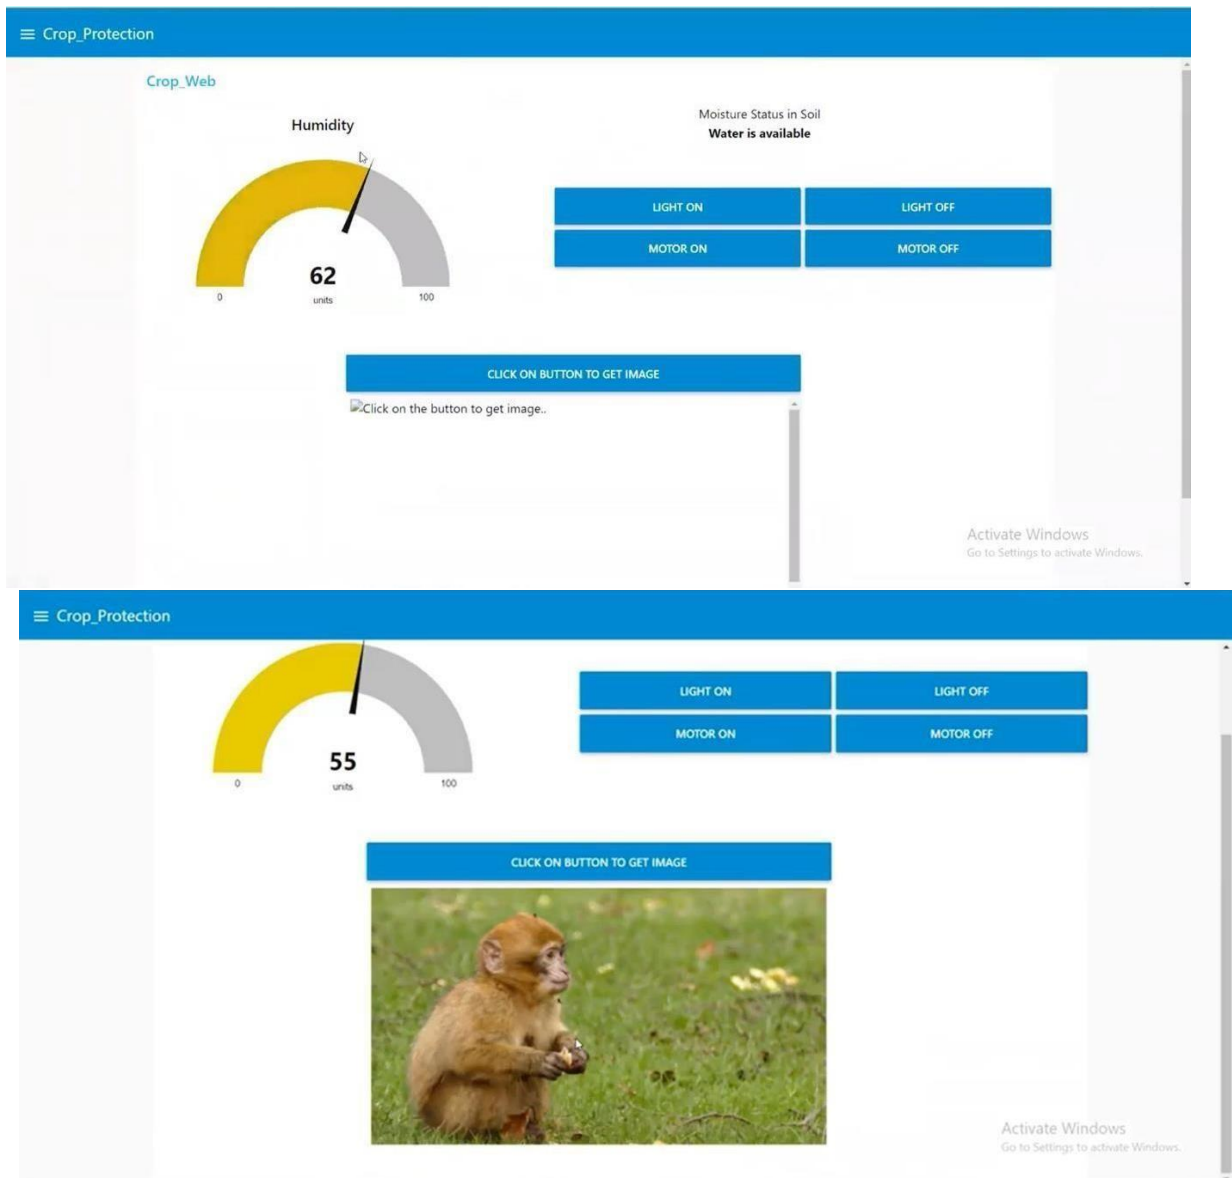 Crop_Protection
Crop_Web
Humidity
Moisture Status in Soil
Water is available
LIGHT ON
LIGHT OFF
MOTOR ON
MOTOR OFF
62
units
0
100
CLICK ON BUTTON TO GET IMAGE
Click on the button to get image..
Activate Windows
Go to Settings to activate Windows.
Crop_Protection
LIGHT ON
LIGHT OFF
MOTOR ON
MOTOR OFF
55
units
0
100
CLICK ON BUTTON TO GET IMAGE
Activate Windows
Go to Settings to activate Windows.